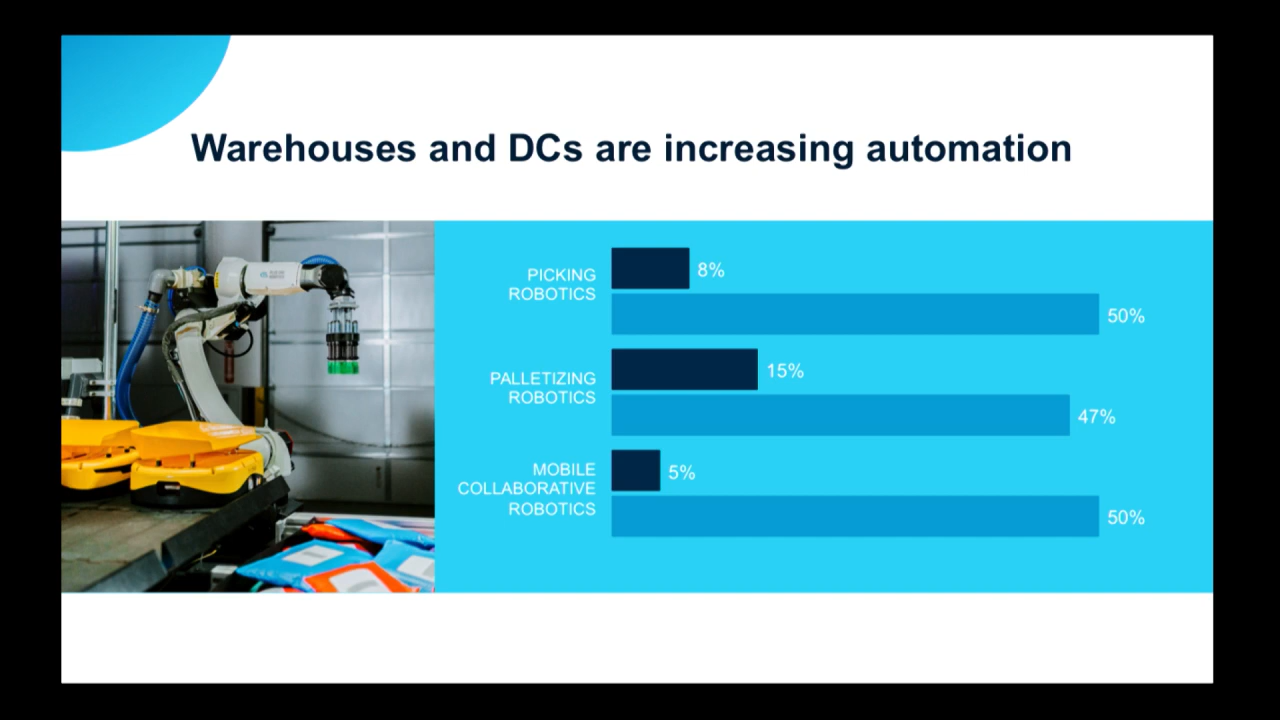 Warehouses and DCs are increasing automation
PICKING
ROBOTICS
8%
50%
PALLETIZING
ROBOTICS
15%
47%
MOBILE
COLLABORATIVE
ROBOTICS
5%
50%